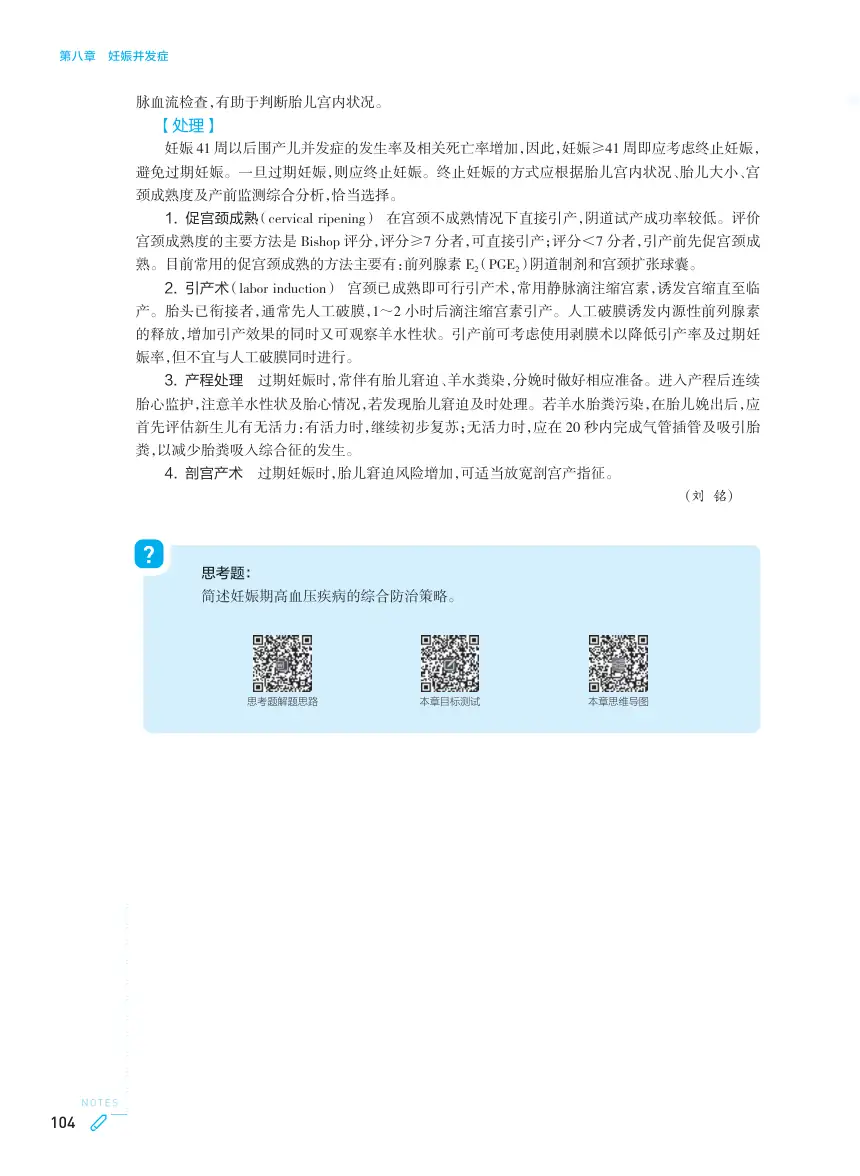 第八章 妊娠并发症
脉血流检查,有助于判断胎儿宫内状况。
【处理】
妊娠 41 周以后围产儿并发症的发生率及相关死亡率增加,因此,妊娠≥41 周即应考虑终止妊娠,
避免过期妊娠。一旦过期妊娠,则应终止妊娠。终止妊娠的方式应根据胎儿宫内状况、胎儿大小、宫
颈成熟度及产前监测综合分析,恰当选择。
1. 促宫颈成熟(cervical ripening) 在宫颈不成熟情况下直接引产,阴道试产成功率较低。评价
宫颈成熟度的主要方法是 Bishop 评分,评分≥7 分者,可直接引产;评分<7 分者,引产前先促宫颈成
熟。目前常用的促宫颈成熟的方法主要有:前列腺素 E₂(PGE₂)阴道制剂和宫颈扩张球囊。
2. 引产术(labor induction) 宫颈已成熟即可行引产术,常用静脉滴注缩宫素,诱发宫缩直至临
产。胎头已衔接者,通常先人工破膜,1~2 小时后滴注缩宫素引产。人工破膜诱发内源性前列腺素
的释放,增加引产效果的同时又可观察羊水性状。引产前可考虑使用剥膜术以降低引产率及过期妊
娠率,但不宜与人工破膜同时进行。
3. 产程处理 过期妊娠时,常伴有胎儿窘迫、羊水粪染,分娩时做好相应准备。进入产程后连续
胎心监护,注意羊水性状及胎心情况,若发现胎儿窘迫及时处理。若羊水胎粪污染,在胎儿娩出后,应
首先评估新生儿有无活力:有活力时,继续初步复苏;无活力时,应在 20 秒内完成气管插管及吸引胎
粪,以减少胎粪吸入综合征的发生。
4. 剖宫产术 过期妊娠时,胎儿窘迫风险增加,可适当放宽剖宫产指征。
(刘 铭)
?
思考题:
简述妊娠期高血压疾病的综合防治策略。
思考题解题思路 本章目标测试 本章思维导图
NOTES
104